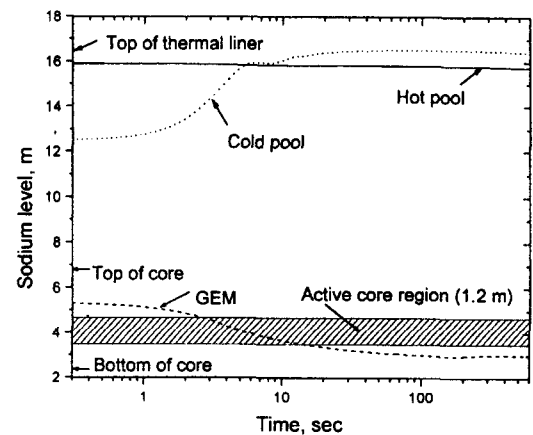 18
Top of thermal liner
16
Hot pool
14
Cold pool
12
10
Sodium level, m
8
Top of core
6
GEM
Active core region (1.2 m)
4
Bottom of core
2
1
10
100
Time, sec